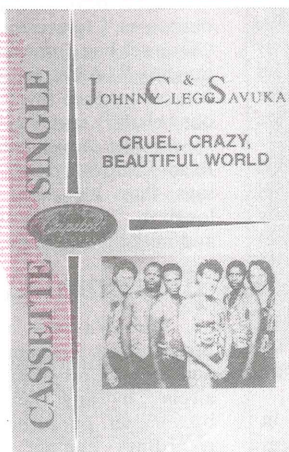 CASSETTE SINGLE
&
JOHNNY CLEGG SAVUKA
CRUEL, CRAZY,
BEAUTIFUL WORLD
Capitol